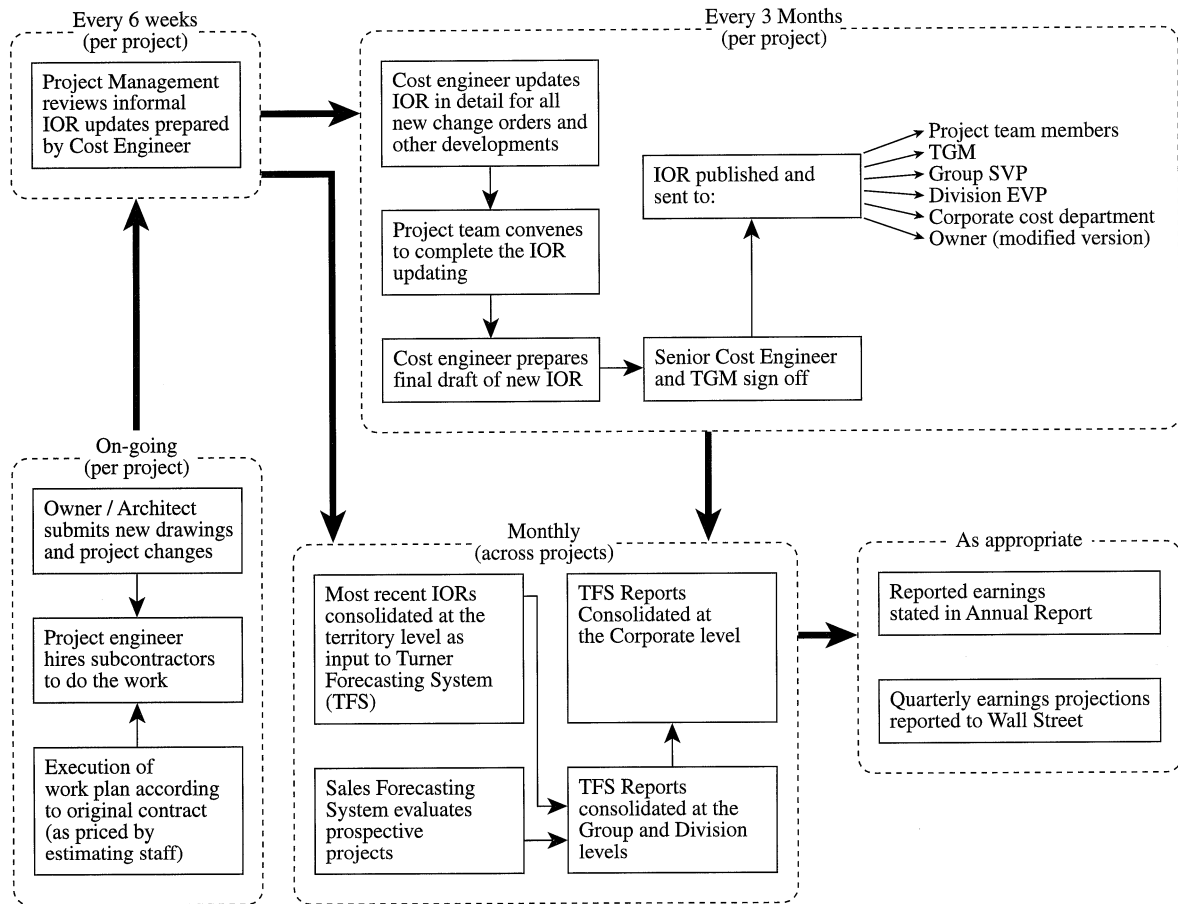 Every 6 weeks
(per project)
Project Management
reviews informal
IOR updates prepared
by Cost Engineer
Every 3 Months
(per project)
Cost engineer updates
IOR in detail for all
new change orders and
other developments
Project team convenes
to complete the IOR
updating
Cost engineer prepares
final draft of new IOR
Senior Cost Engineer
and TGM sign off
IOR published and
sent to:
Project team members
TGM
Group SVP
Division EVP
Corporate cost department
Owner (modified version)
On-going
(per project)
Owner / Architect
submits new drawings
and project changes
Project engineer
hires subcontractors
to do the work
Execution of
work plan according
to original contract
(as priced by
estimating staff)
Monthly
(across projects)
Most recent IORs
consolidated at the
territory level as
input to Turner
Forecasting System
(TFS)
Sales Forecasting
System evaluates
prospective
projects
TFS Reports
Consolidated at
the Corporate level
TFS Reports
consolidated at the
Group and Division
levels
As appropriate
Reported earnings
stated in Annual Report
Quarterly earnings projections
reported to Wall Street